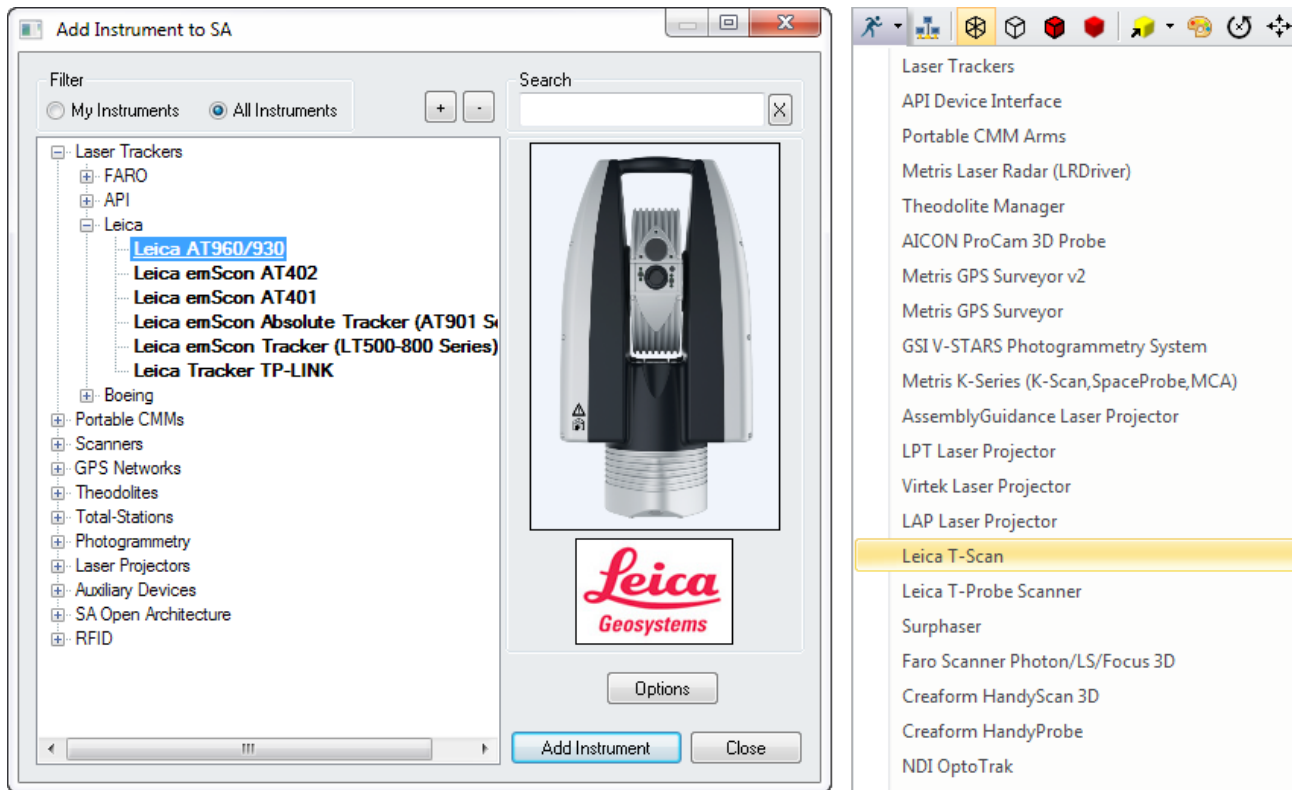 Add Instrument to SA
Filter
My Instruments
All Instruments
+
-
Search
X
Laser Trackers
FARO
API
Leica
Leica AT960/930
Leica emScon AT402
Leica emScon AT401
Leica emScon Absolute Tracker (AT901 S
Leica emScon Tracker (LT500-800 Series)
Leica Tracker TP-LINK
Boeing
Portable CMMs
Scanners
GPS Networks
Theodolites
Total-Stations
Photogrammetry
Laser Projectors
Auxiliary Devices
SA Open Architecture
RFID
Leica
Geosystems
Options
Add Instrument
Close
Laser Trackers
API Device Interface
Portable CMM Arms
Metris Laser Radar (LRDriver)
Theodolite Manager
AICON ProCam 3D Probe
Metris GPS Surveyor v2
Metris GPS Surveyor
GSI V-STARS Photogrammetry System
Metris K-Series (K-Scan,SpaceProbe,MCA)
AssemblyGuidance Laser Projector
LPT Laser Projector
Virtek Laser Projector
LAP Laser Projector
Leica T-Scan
Leica T-Probe Scanner
Surphaser
Faro Scanner Photon/LS/Focus 3D
Creaform HandyScan 3D
Creaform HandyProbe
NDI OptoTrak